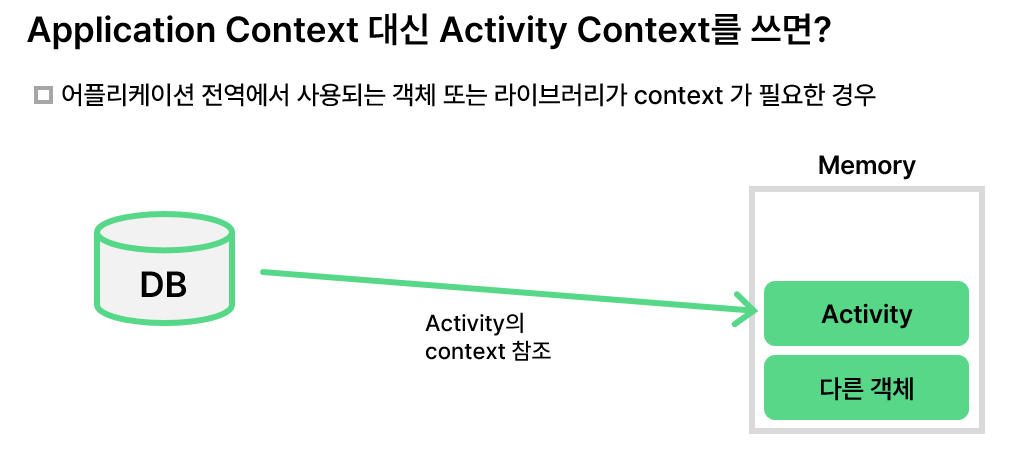 Application Context 대신 Activity Context를 쓰면?
어플리케이션 전역에서 사용되는 객체 또는 라이브러리가 context 가 필요한 경우
Memory
DB
Activity의
context 참조
Activity
다른 객체